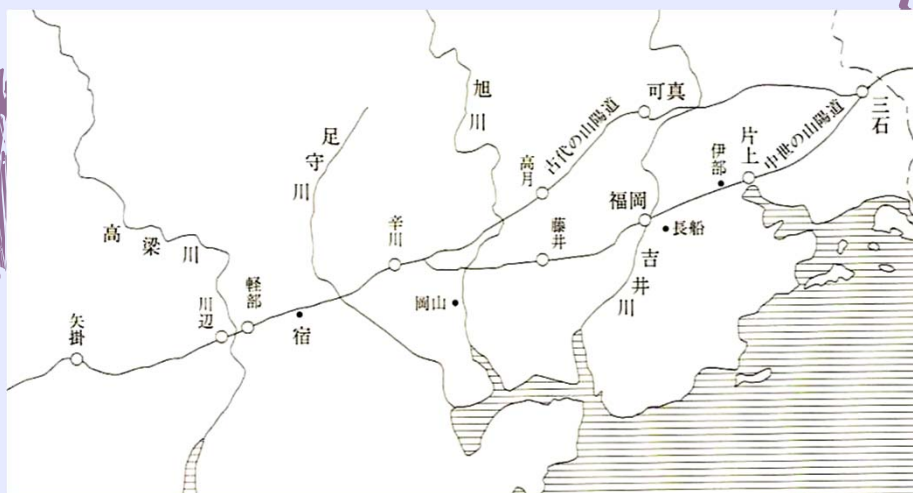 旭川
可真
三石
古代の山陽道
中世の山陽道
足守川
高月
伊部
片上
福岡
長船
高梁川
辛川
藤井
吉井川
岡山
軽部
川辺
宿
矢掛